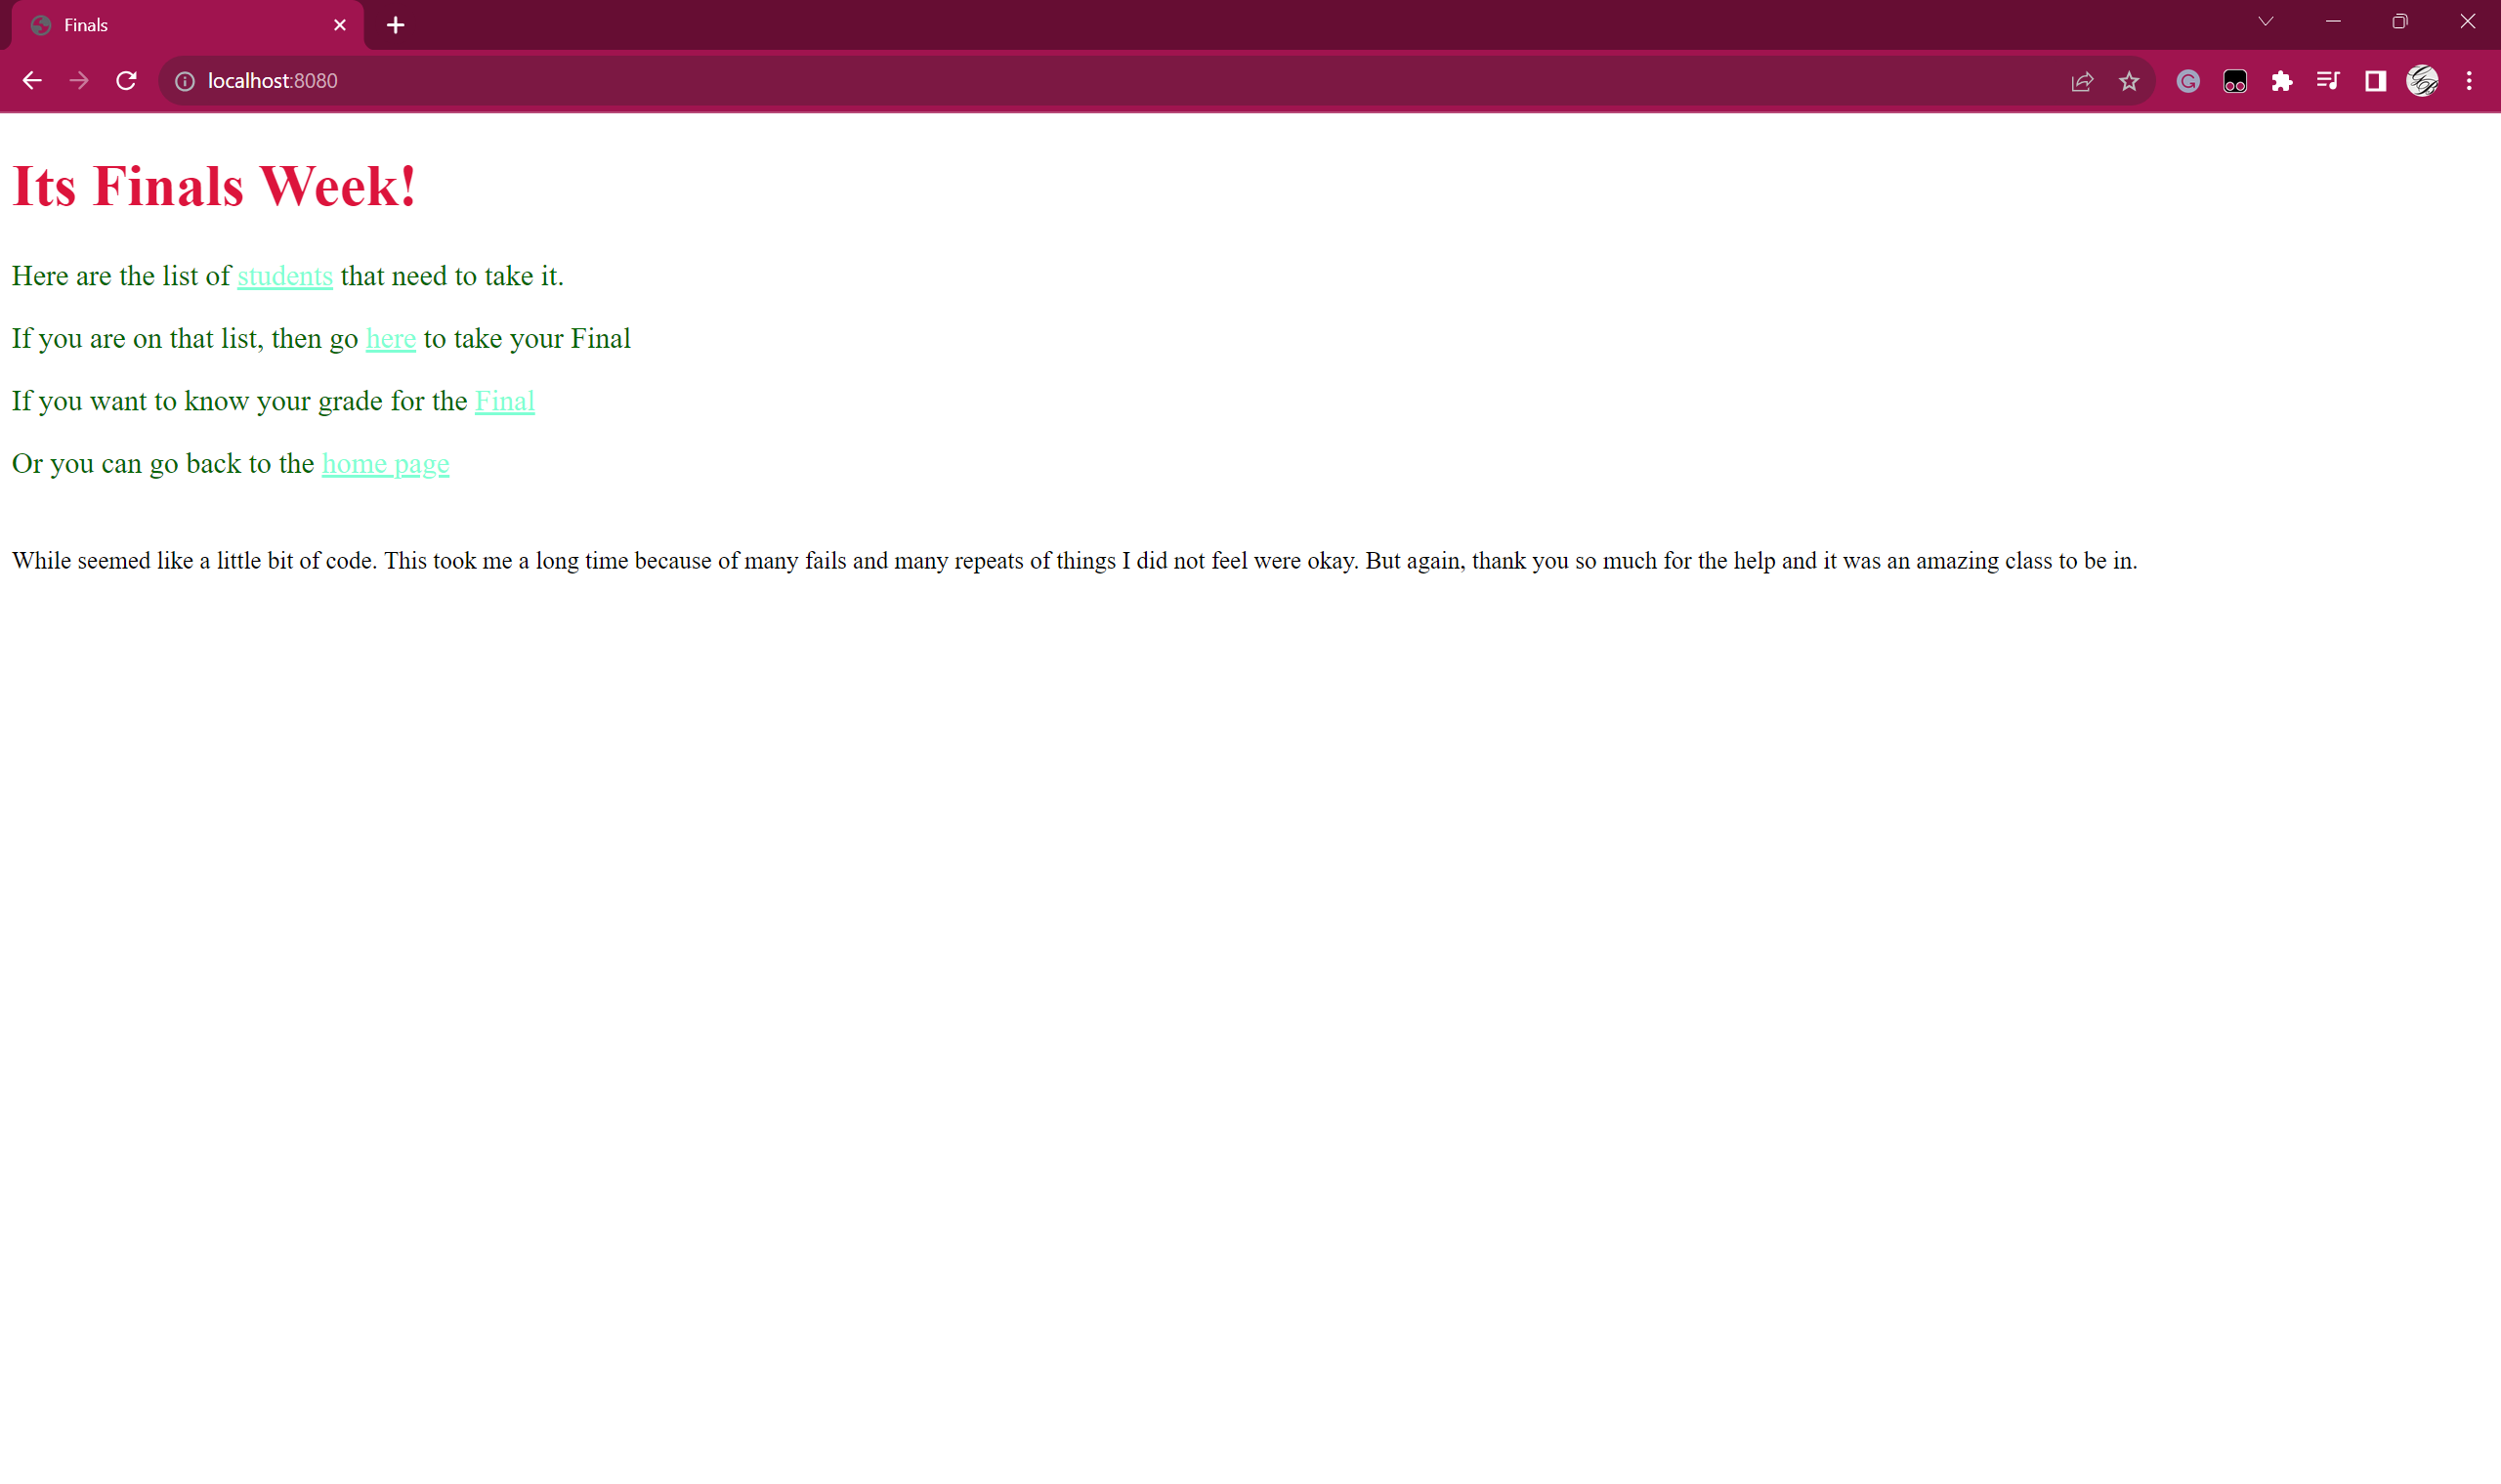 Finals
localhost:8080
Its Finals Week!
Here are the list of students that need to take it.
If you are on that list, then go here to take your Final
If you want to know your grade for the Final
Or you can go back to the home page
While seemed like a little bit of code. This took me a long time because of many fails and many repeats of things I did not feel were okay. But again, thank you so much for the help and it was an amazing class to be in.